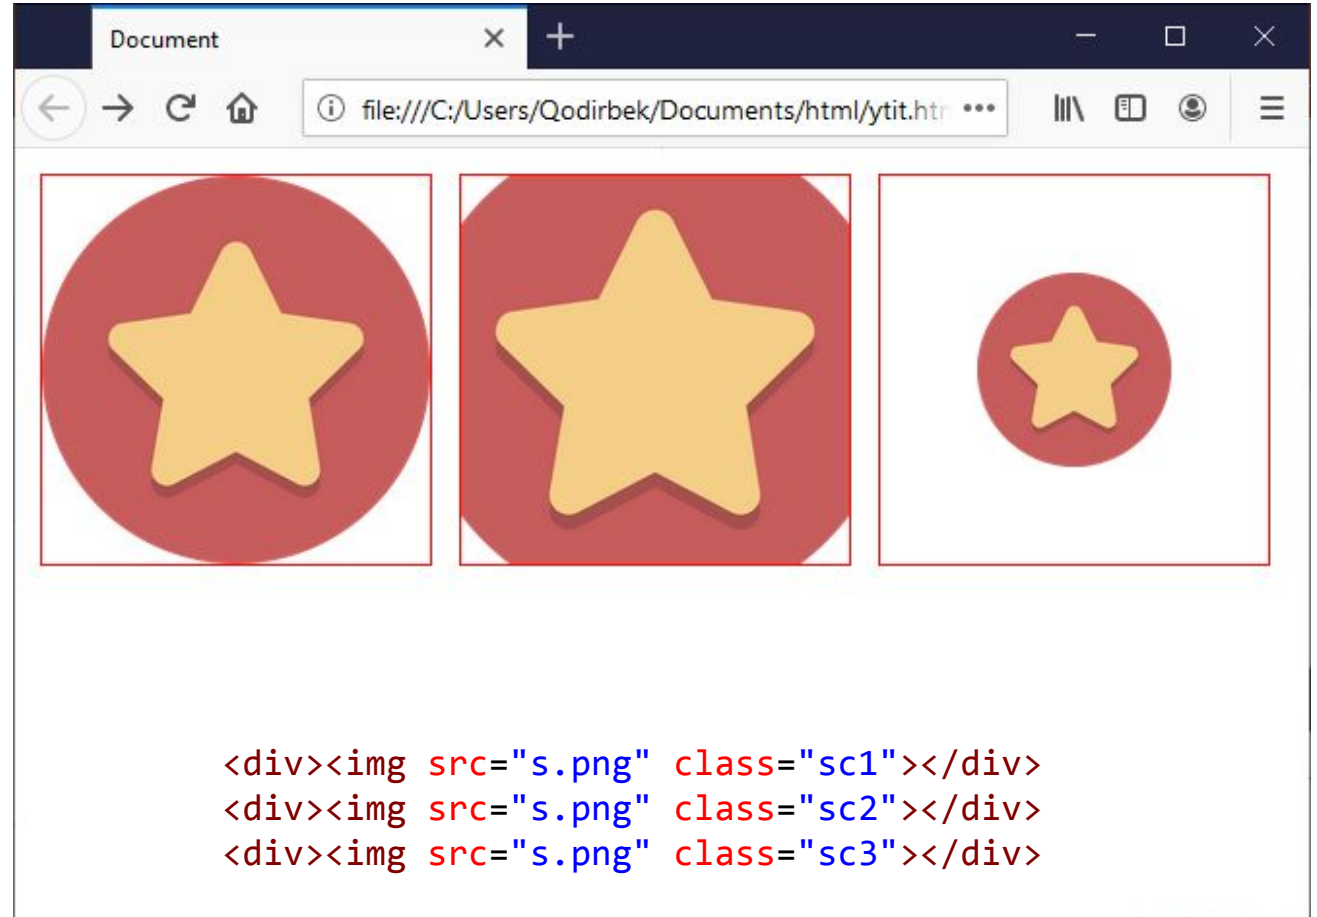 Document
file:///C:/Users/Qodirbek/Documents/html/ytit.htm
<div><img src="s.png" class="sc1"></div>
<div><img src="s.png" class="sc2"></div>
<div><img src="s.png" class="sc3"></div>